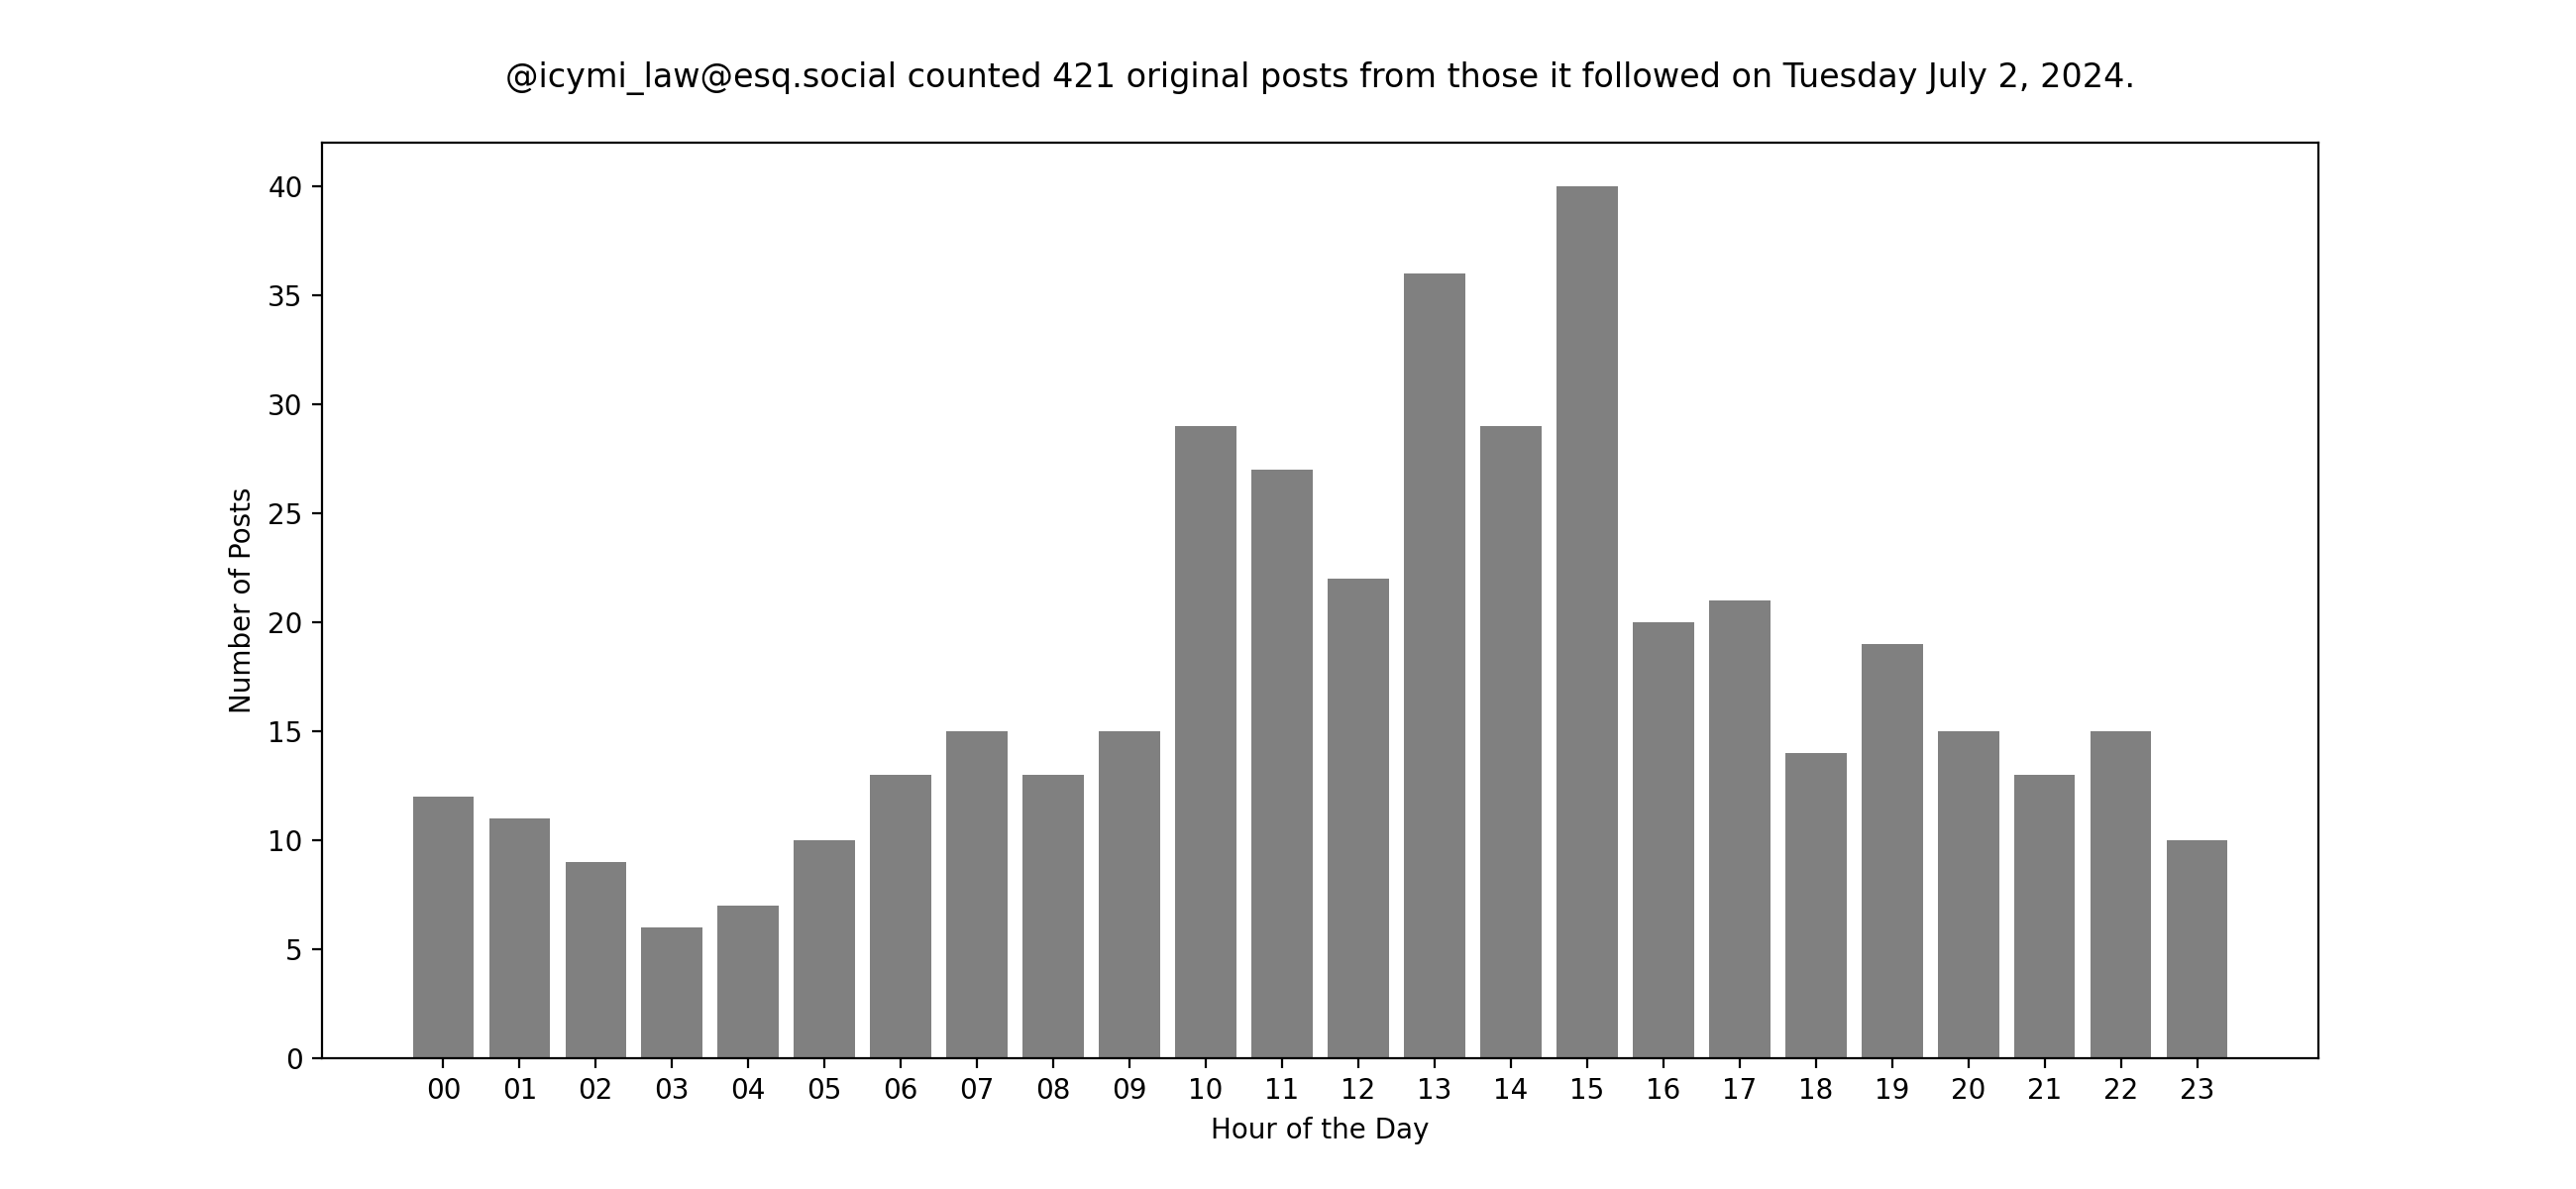 @icymi_law@esq.social counted 421 original posts from those it followed on Tuesday July 2, 2024.
40
35
30
25
20
15
10
5
0
Number of Posts
00 01 02 03 04 05 06 07 08 09 10 11 12 13 14 15 16 17 18 19 20 21 22 23
Hour of the Day